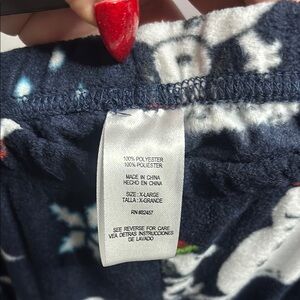 100% POLYESTER
100% POLIESTER
MADE IN CHINA
HECHO EN CHINA
SIZE : X-LARGE
TALLA : X-GRANDE
RN #82457
SEE REVERSE FOR CARE
VEA DETRAS INSTRUCCIONES
DE LAVADO